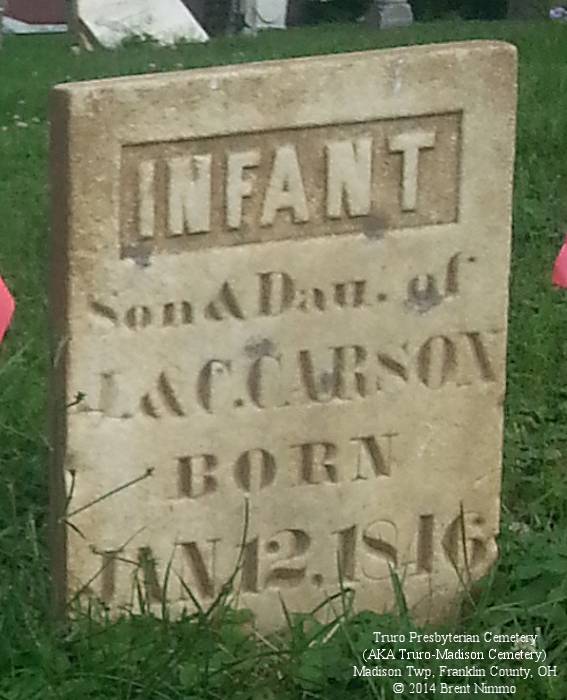 INFANT
Son & Dau. of
J. & C. CARSON
BORN
JAN 12, 1846
Truro Presbyterian Cemetery
(AKA Truro-Madison Cemetery)
Madison Twp, Franklin County, OH
© 2014 Brent Nimmo